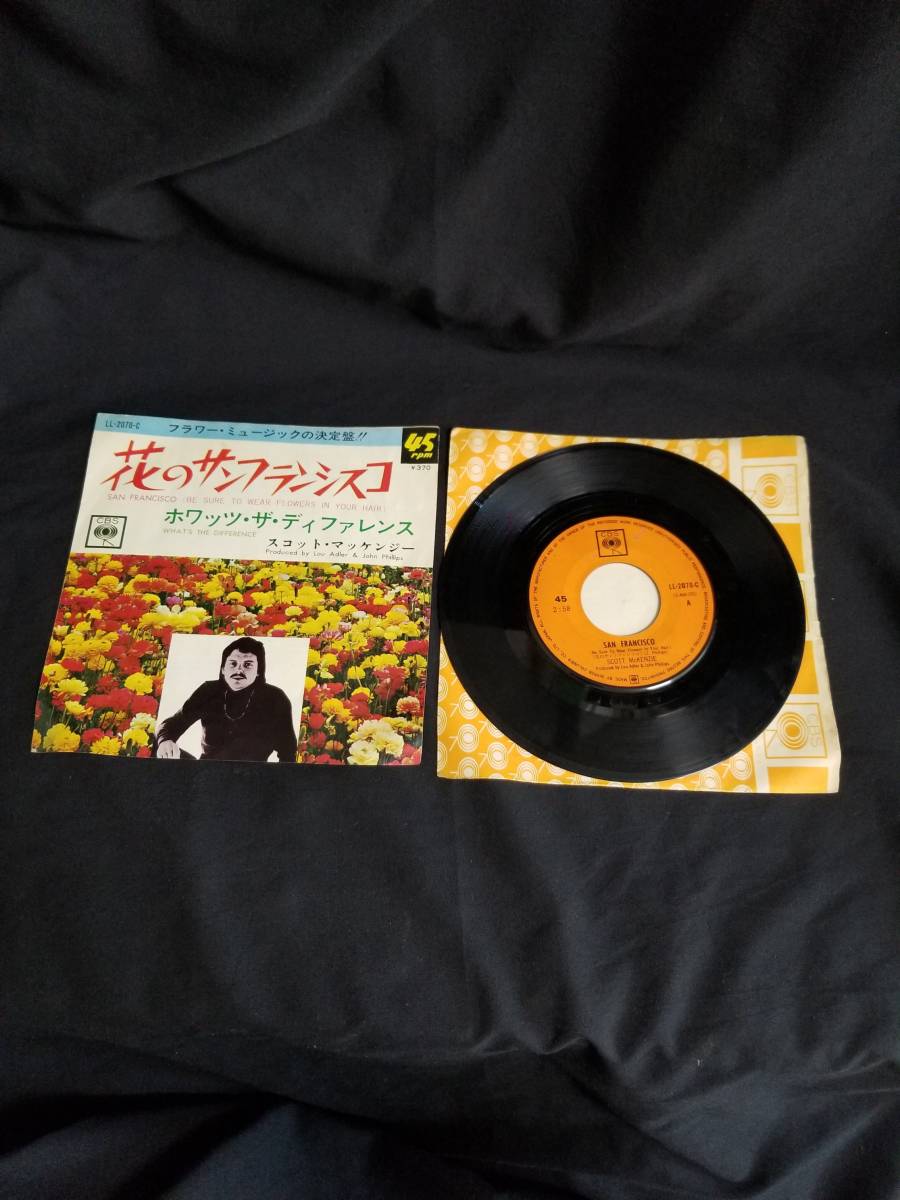 LL-2070-C
フラワー・ミュージックの決定盤!!
45
rpm
¥370
花のサンフランシスコ
SAN FRANCISCO (BE SURE TO WEAR FLOWERS IN YOUR HAIR)
CBS
ホワッツ・ザ・ディファレンス
WHAT'S THE DIFFERENCE
スコット・マッケンジー
Produced by Lou Adler & John Phillips
CBS
45
2:58
LL-2070-C
A
SAN FRANCISCO
SCOTT McKENZIE
Produced by Lou Adler & John Phillips
CBS